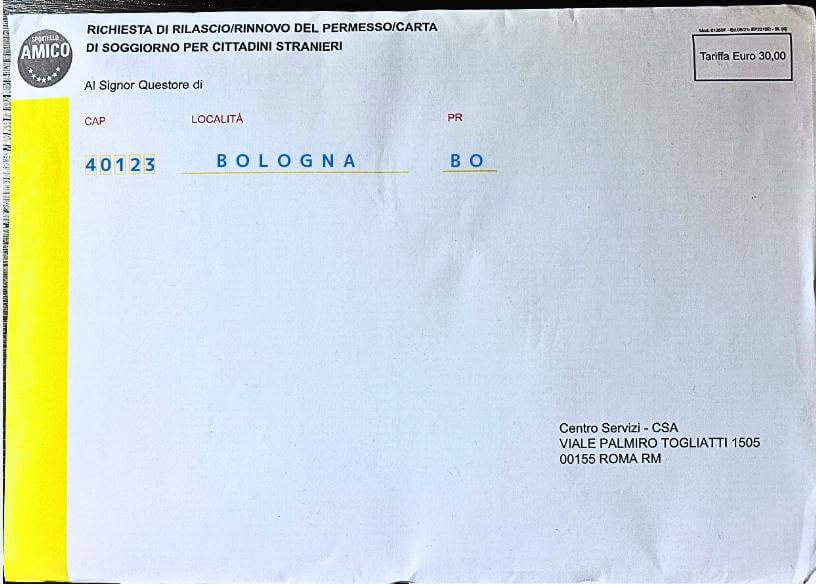 RICHIESTA DI RILASCIO/RINNOVO DEL PERMESSO/CARTA
DI SOGGIORNO PER CITTADINI STRANIERI
SPORTELLO
AMICO
Tariffa Euro 30,00
Al Signor Questore di
CAP LOCALITÀ PR
40123 BOLOGNA BO
Centro Servizi - CSA
VIALE PALMIRO TOGLIATTI 1505
00155 ROMA RM